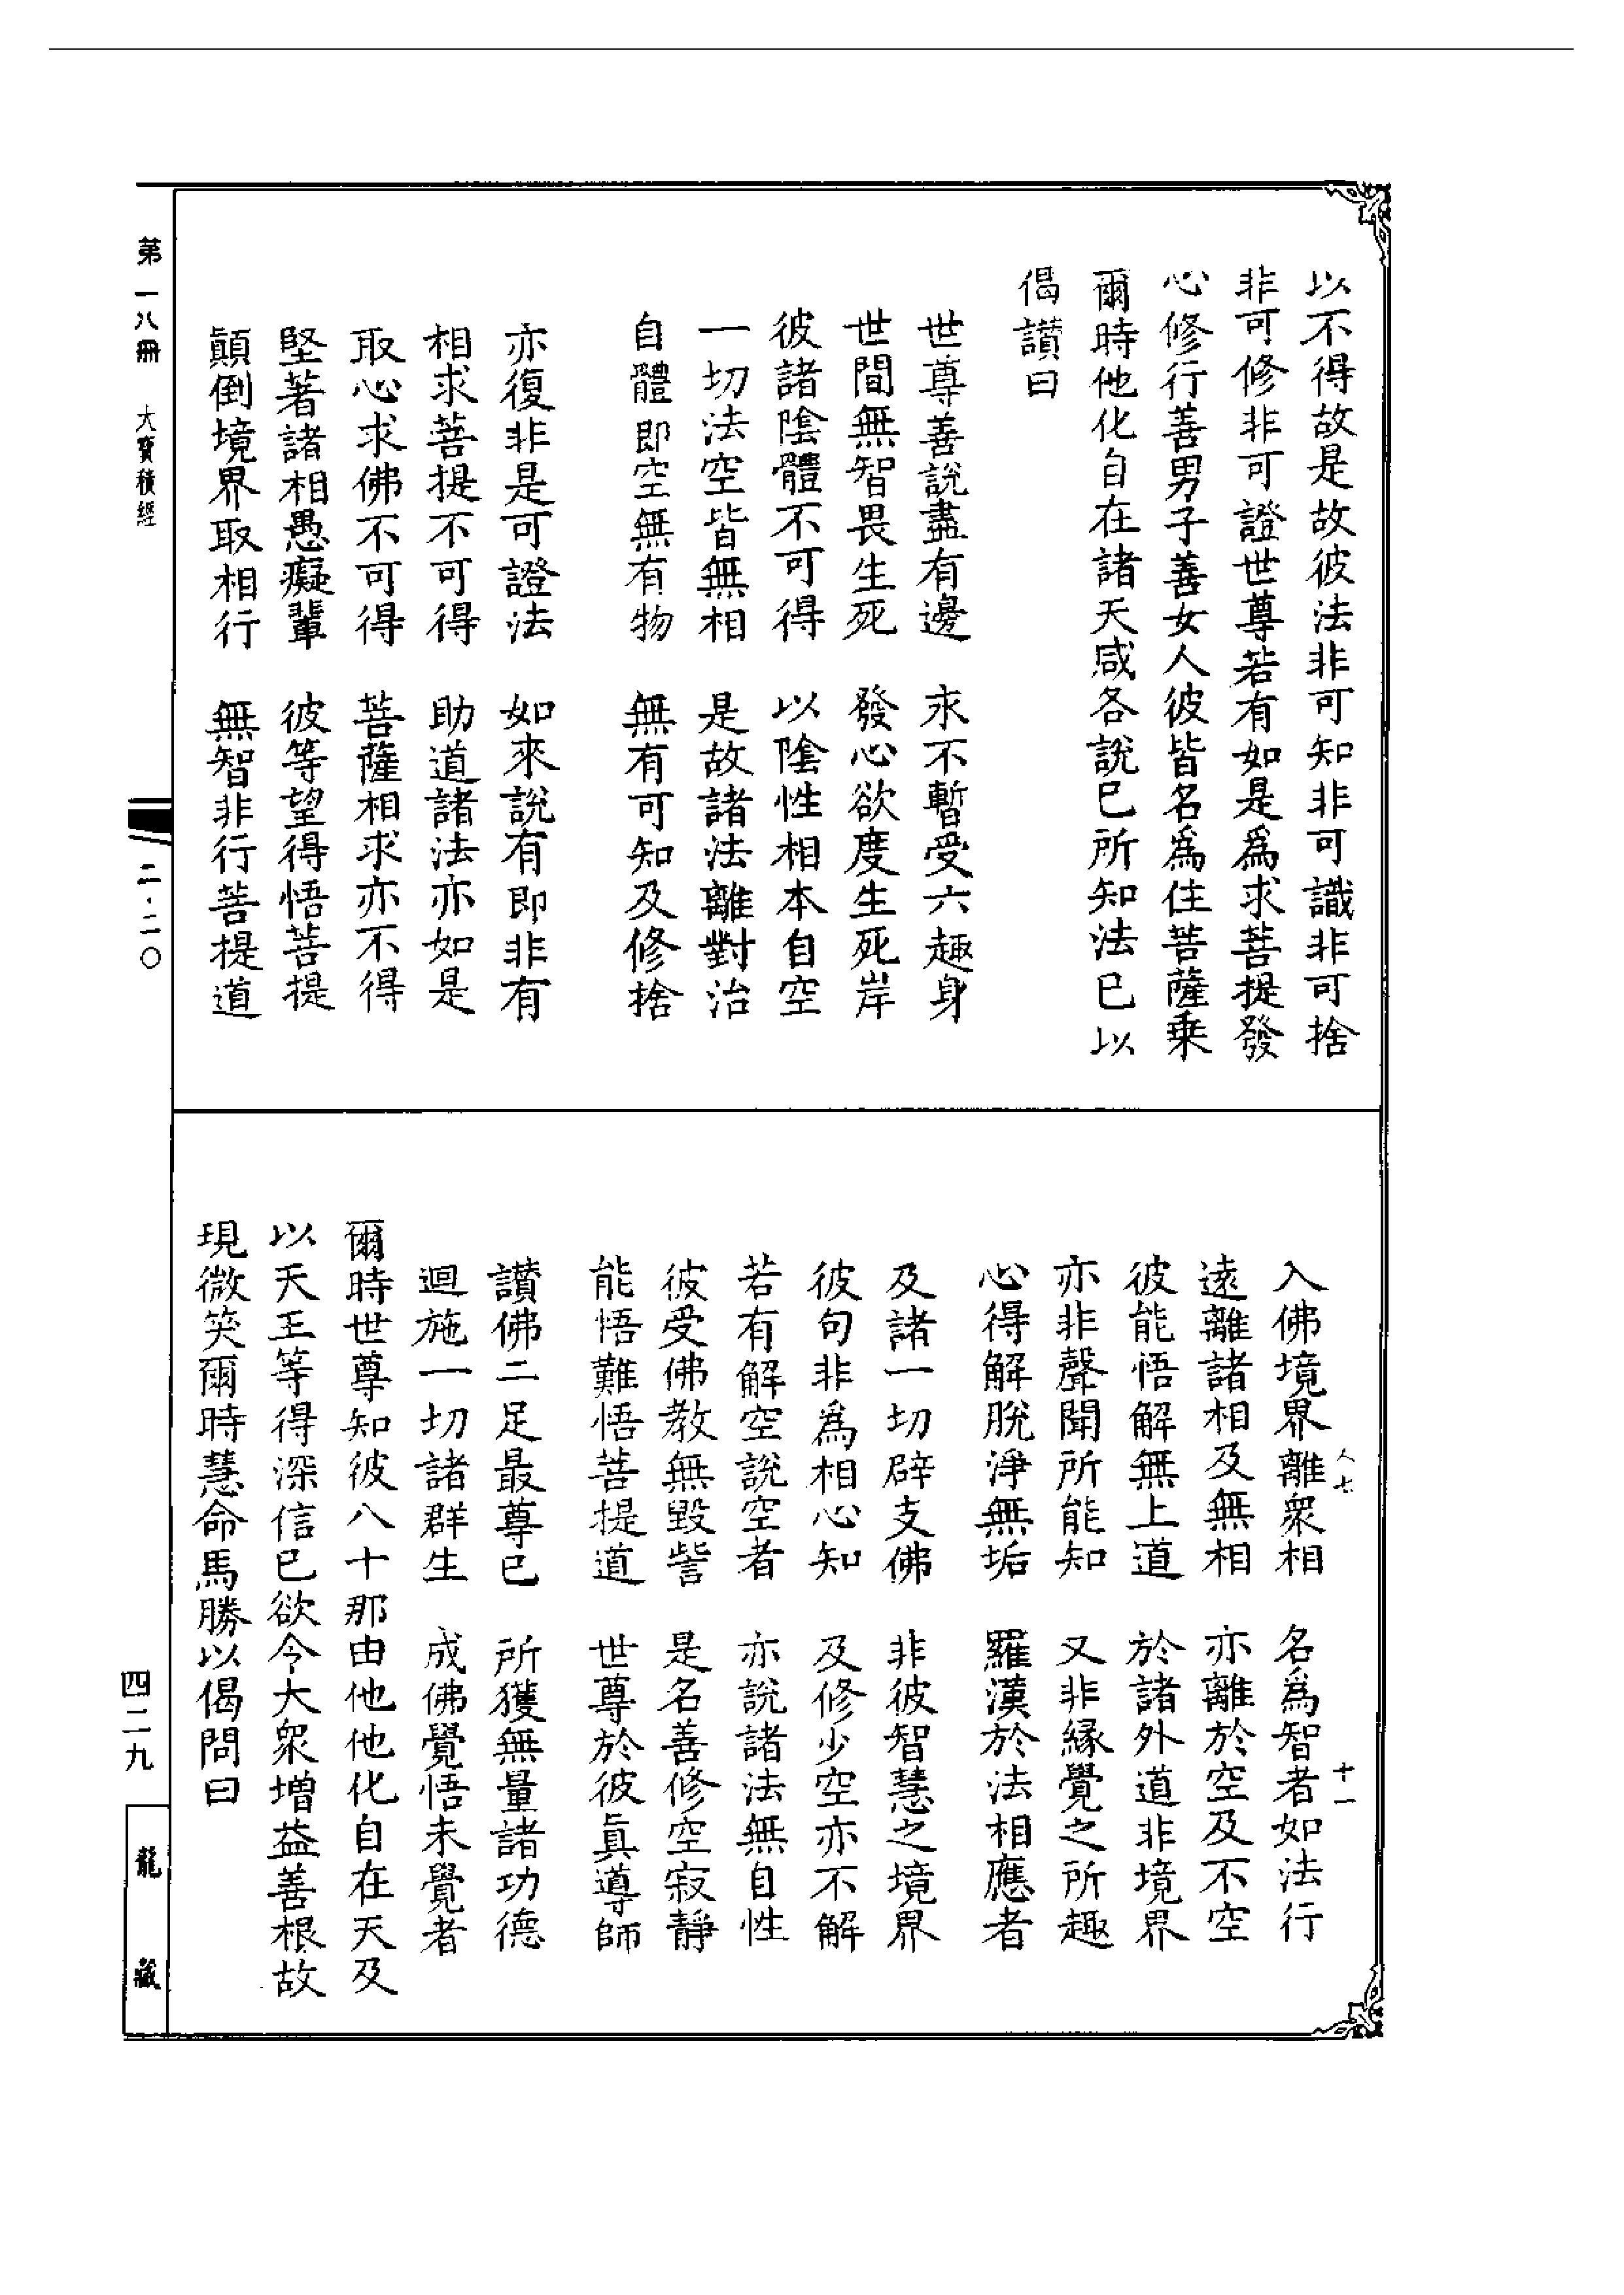 以不得故是故彼法非可知非可識非可捨
非可修非可證世尊若有如是爲求菩提發
心修行善男子善女人彼皆名爲住菩薩乗
爾時他化自在諸天咸各說已所知法已以
偈讃曰
世尊善說盡有邊　求不暫受六趣身
世間無智畏生死　發心欲度生死岸
彼諸陰體不可得　以陰性相本自空
一切法空皆無相　是故諸法離對治
自體即空無有物　無有可知及修捨
亦復非是可證法　如來說有即非有
相求菩提不可得　助道諸法亦如是
取心求佛不可得　菩薩相求亦不得
堅著諸相愚癡輩　彼等望得悟菩提
顛倒境界取相行　無智非行菩提道
第一八冊　大寶積經
二·二〇
人七　十一
入佛境界離衆相　名爲智者如法行
遠離諸相及無相　亦離於空及不空
彼能悟解無上道　於諸外道非境界
亦非聲聞所能知　又非緣覺之所趣
心得解脫淨無垢　羅漢於法相應者
及諸一切辟支佛　非彼智慧之境界
彼句非爲相心知　及修少空亦不解
若有解空說空者　亦說諸法無自性
彼受佛教無毀訾　是名善修空寂靜
能悟難悟菩提道　世尊於彼眞導師
讃佛二足最尊已　所獲無量諸功德
迴施一切諸群生　成佛覺悟未覺者
爾時世尊知彼八十那由他他化自在天及
以天王等得深信已欲今大衆增益善根故
現微笑爾時慧命馬勝以偈問曰
四二九
龍藏